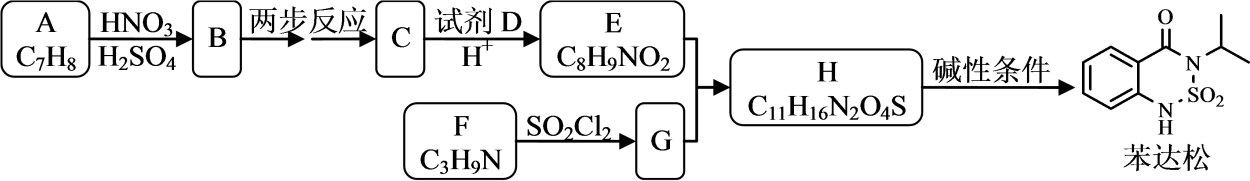 A
C₇H₈
HNO₃
H₂SO₄
B
两步反应
C
试剂 D
H⁺
E
C₈H₉NO₂
F
C₃H₉N
SO₂Cl₂
G
H
C₁₁H₁₆N₂O₄S
碱性条件
O
N
SO₂
N
H
苯达松